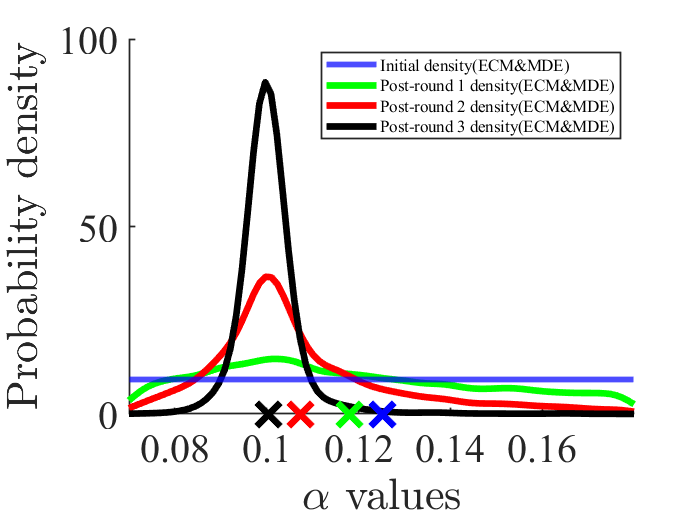 100
Initial density(ECM&MDE)
Post-round 1 density(ECM&MDE)
Post-round 2 density(ECM&MDE)
Post-round 3 density(ECM&MDE)
Probability density
50
0
0.08 0.1 0.12 0.14 0.16
α values